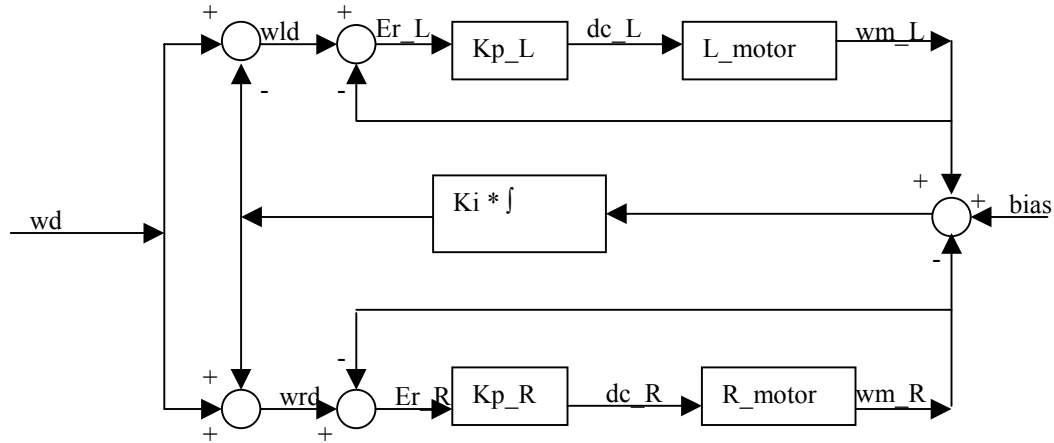 + +
wld Er_L Kp_L dc_L L_motor wm_L
- -
+ +
wd Ki * ∫ bias
-
-
+ wrd Er_R Kp_R dc_R R_motor wm_R
+ +